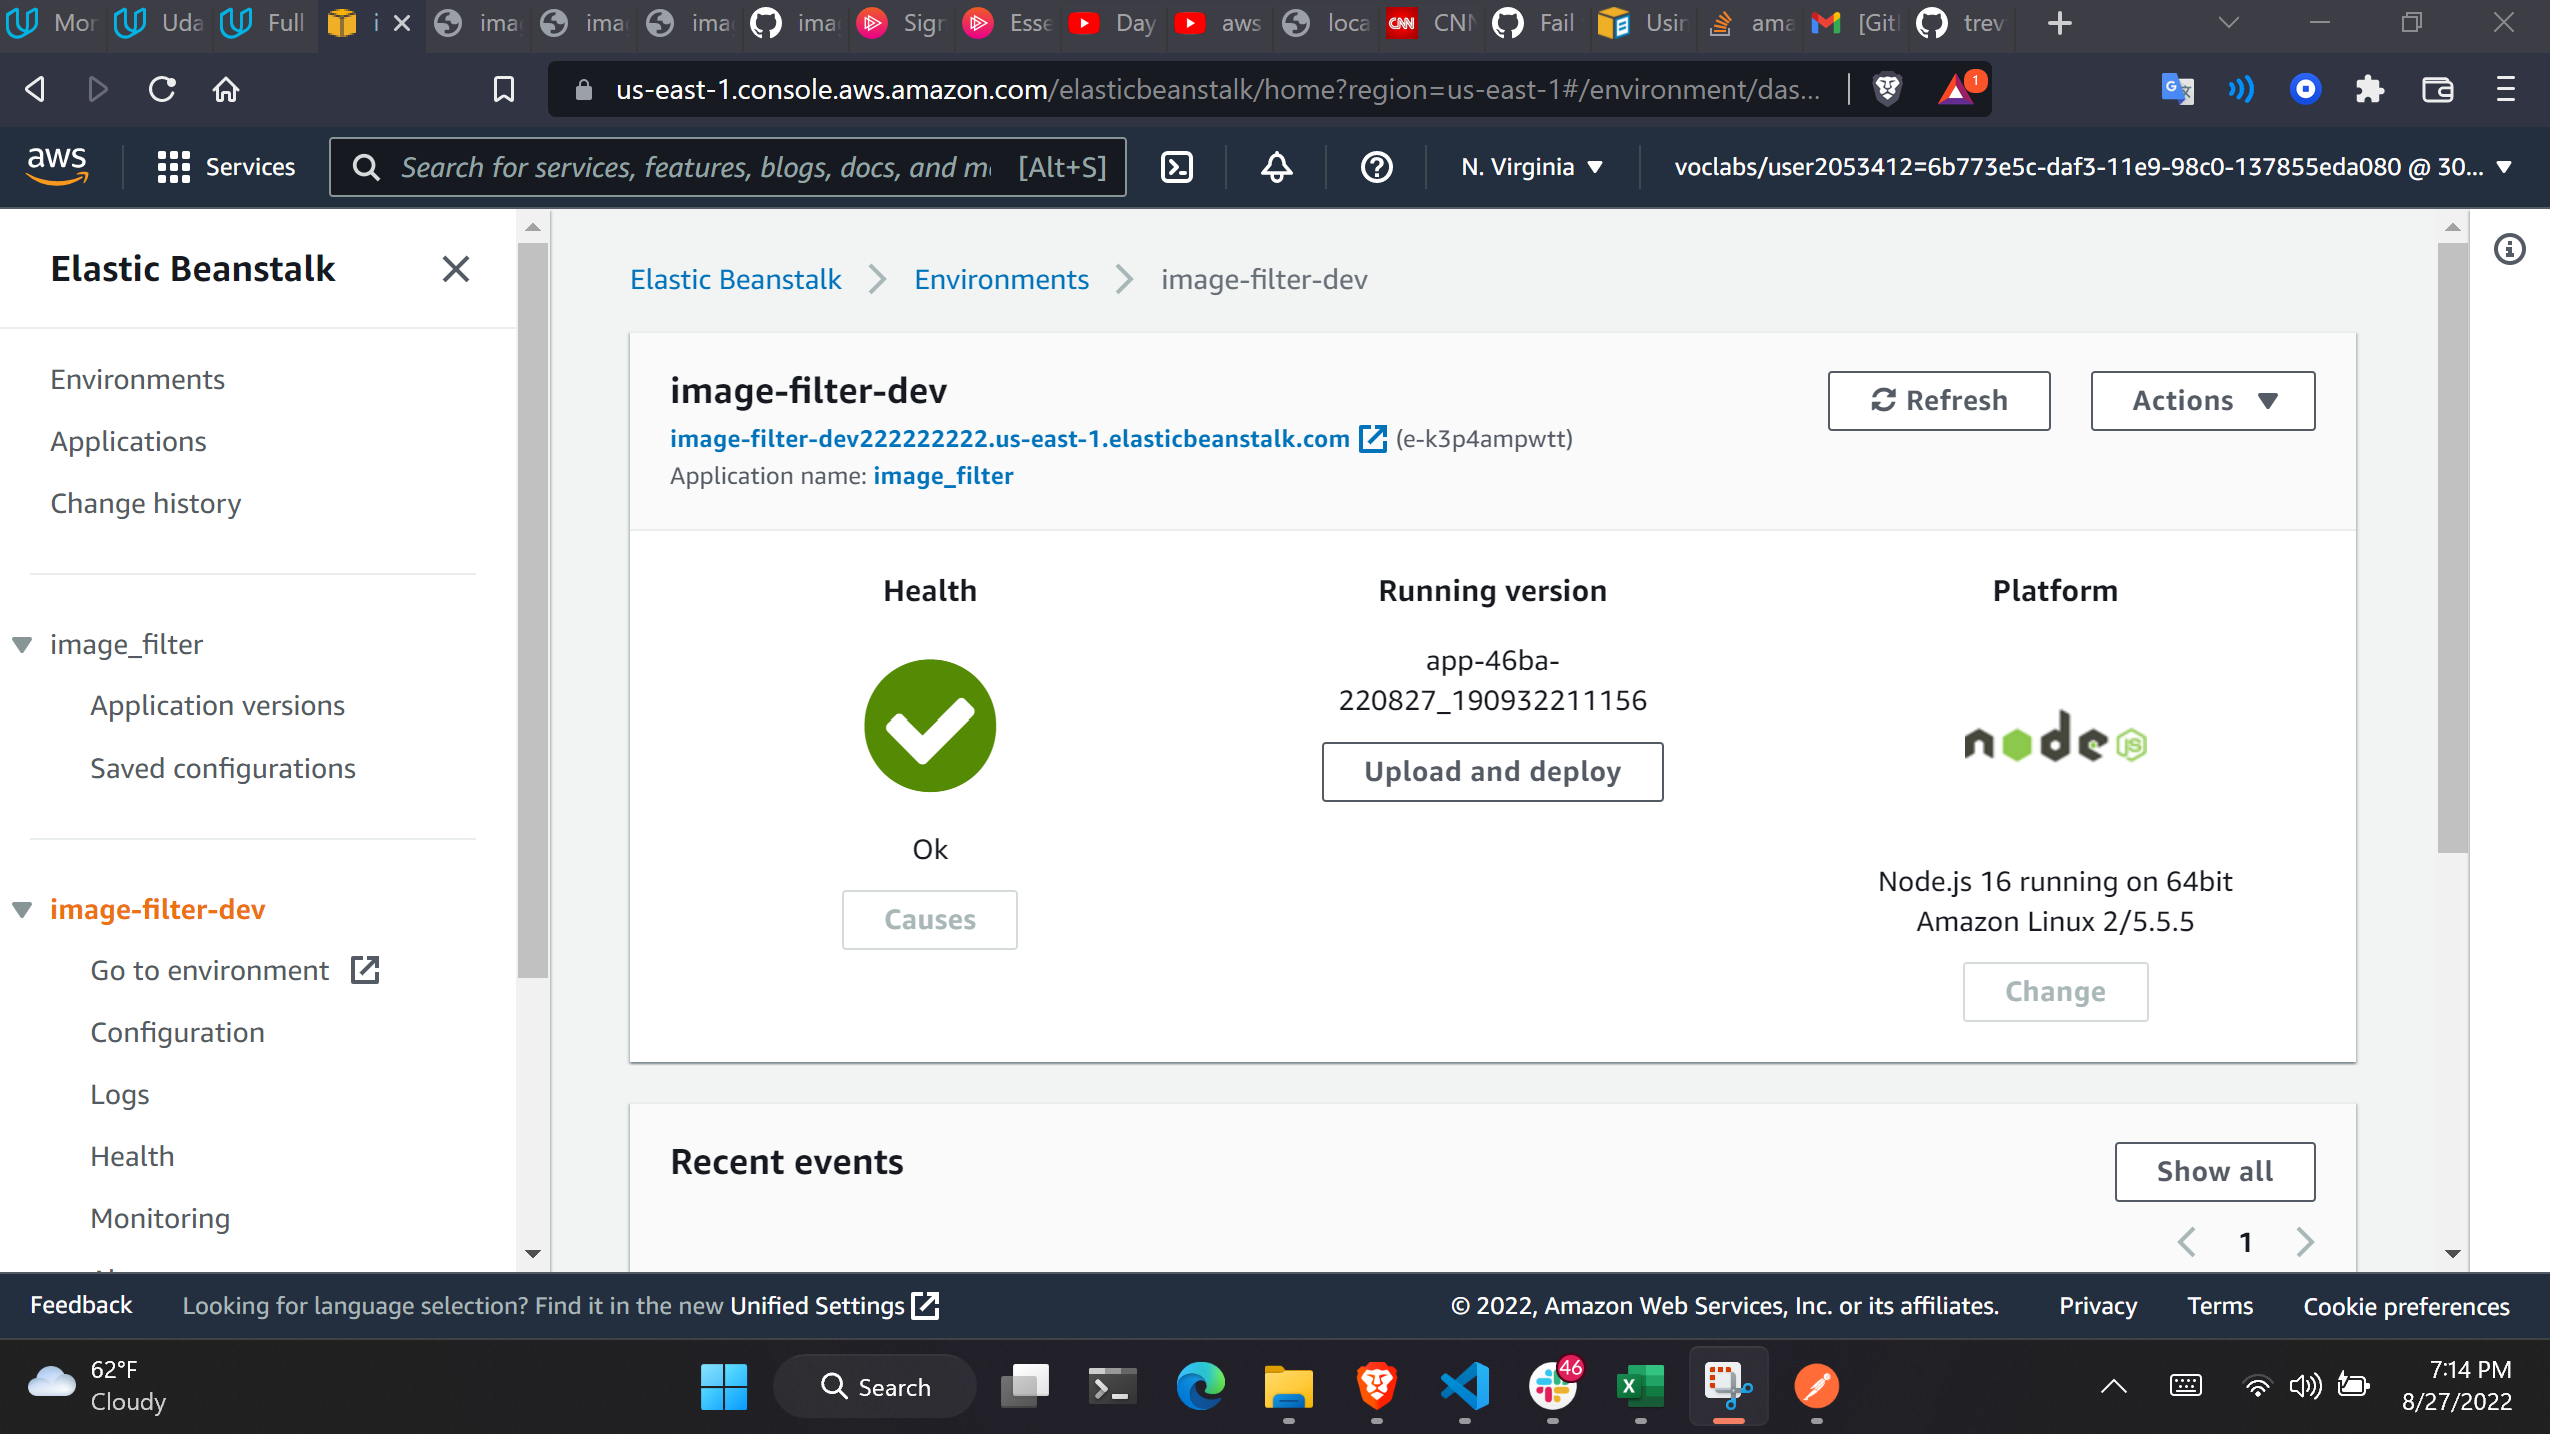 Mor
Uda
Full
i
ima
ima
ima
ima
Sign
Esse
Day
aws
loca
CNN
CNN
Fail
Usin
ama
[Git
trev
us-east-1.console.aws.amazon.com/elasticbeanstalk/home?region=us-east-1#/environment/das...
1
aws
Services
Search for services, features, blogs, docs, and m
[Alt+S]
N. Virginia
voclabs/user2053412=6b773e5c-daf3-11e9-98c0-137855eda080 @ 30...
Elastic Beanstalk
Environments
Applications
Change history
image_filter
Application versions
Saved configurations
image-filter-dev
Go to environment
Configuration
Logs
Health
Monitoring
Elastic Beanstalk
Environments
image-filter-dev
image-filter-dev
image-filter-dev222222222.us-east-1.elasticbeanstalk.com (e-k3p4ampwtt)
Application name: image_filter
Refresh
Actions
Health
Ok
Causes
Running version
app-46ba-
220827_190932211156
Upload and deploy
Platform
node JS
Node.js 16 running on 64bit
Amazon Linux 2/5.5.5
Change
Recent events
Show all
1
Feedback
Looking for language selection? Find it in the new Unified Settings
© 2022, Amazon Web Services, Inc. or its affiliates.
Privacy
Terms
Cookie preferences
62°F
Cloudy
Search
46
7:14 PM
8/27/2022